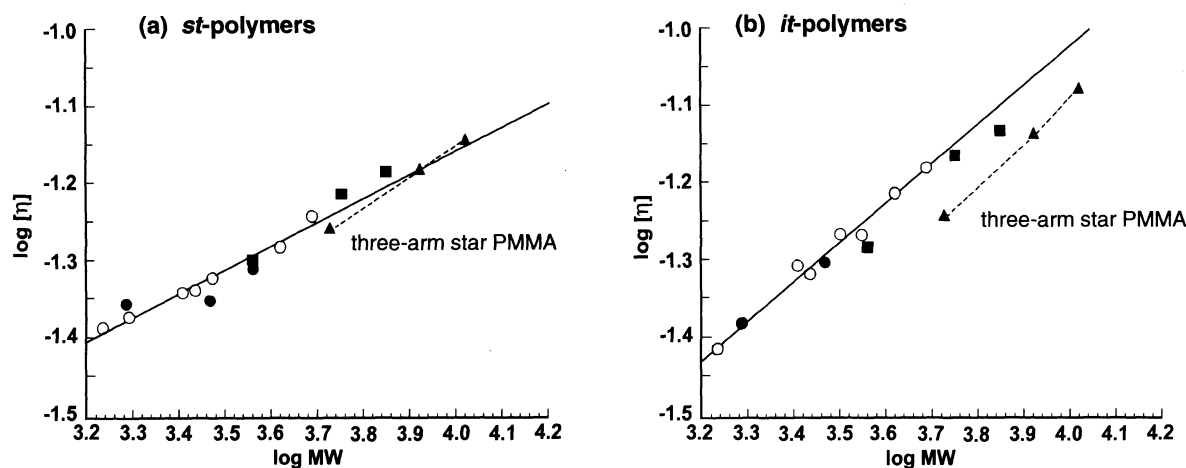 (a) st-polymers
-1.0
-1.1
-1.2
-1.3
-1.4
-1.5
log [η]
three-arm star PMMA
3.2 3.3 3.4 3.5 3.6 3.7 3.8 3.9 4.0 4.1 4.2
log MW
(b) it-polymers
-1.0
-1.1
-1.2
-1.3
-1.4
-1.5
log [η]
three-arm star PMMA
3.2 3.3 3.4 3.5 3.6 3.7 3.8 3.9 4.0 4.1 4.2
log MW